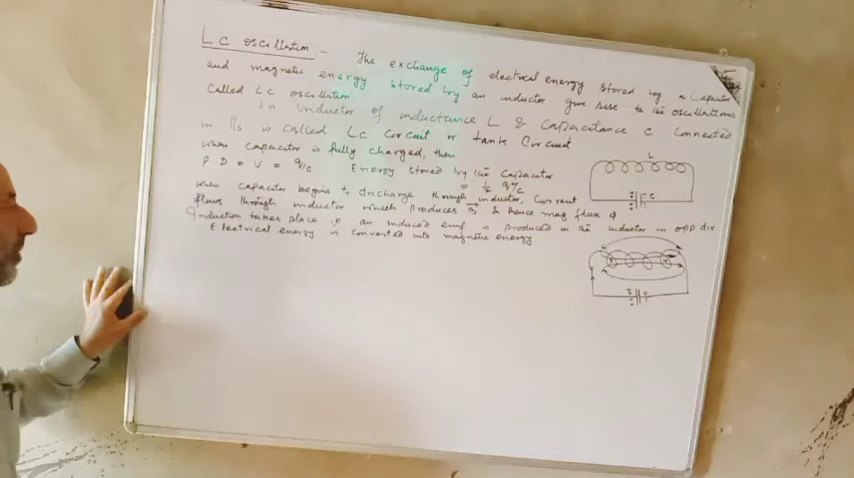 Lc oscillation - The exchange of electrical energy stored by a Capacitor
and magnetic energy stored by an inductor give rise to the oscillations
called Lc oscillation
An inductor of inductance L & Capacitance c connected
in ||s is called Lc Circuit or tank Circuit
L
when capacitor is fully charged, then
P D = V = q/c Energy stored by the Capacitor
= ½ q²/c
c
when capacitor begins to discharge through inductor, current
flows through inductor which produces B & hence mag flux φ
induction takes place & an induced emf is produced in the inductor in opp dir
Electrical energy is converted into magnetic energy